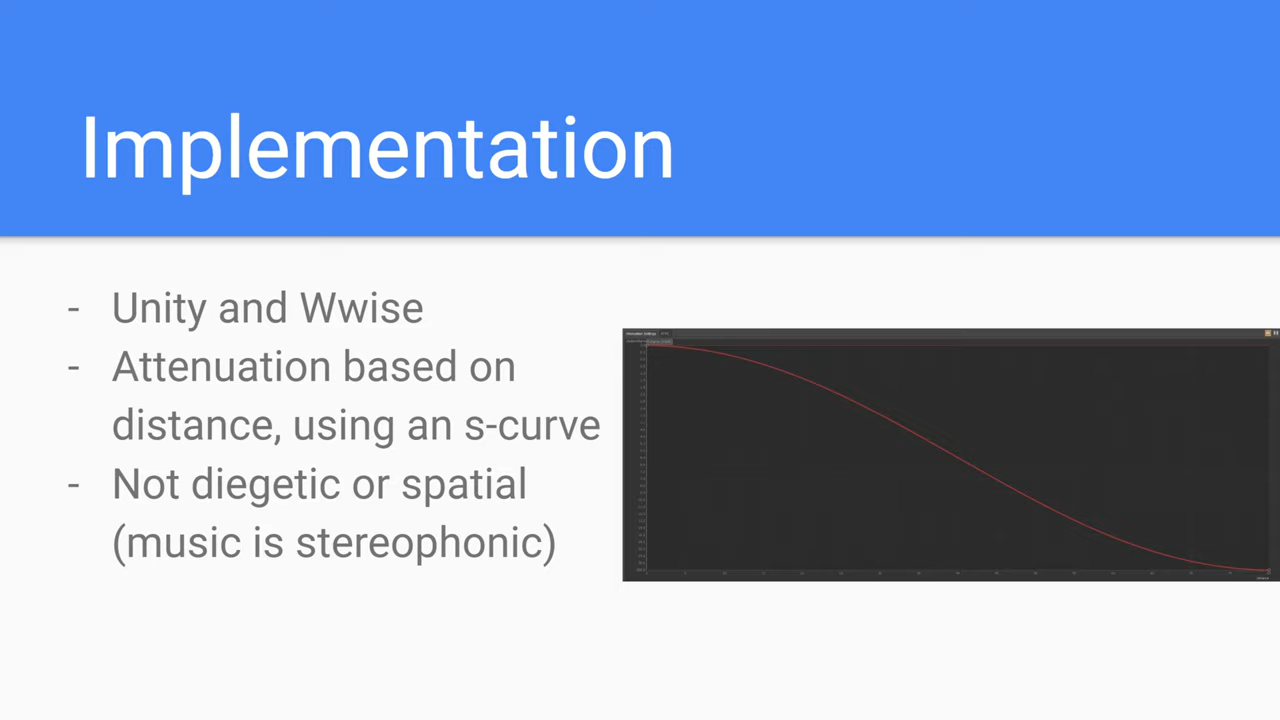 Implementation
- Unity and Wwise
- Attenuation based on
distance, using an s-curve
- Not diegetic or spatial
(music is stereophonic)